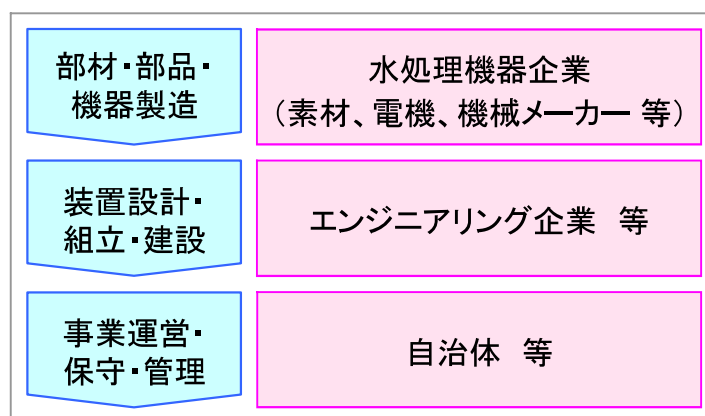 部材・部品・
機器製造
水処理機器企業
（素材、電機、機械メーカー 等）
装置設計・
組立・建設
エンジニアリング企業　等
事業運営・
保守・管理
自治体　等